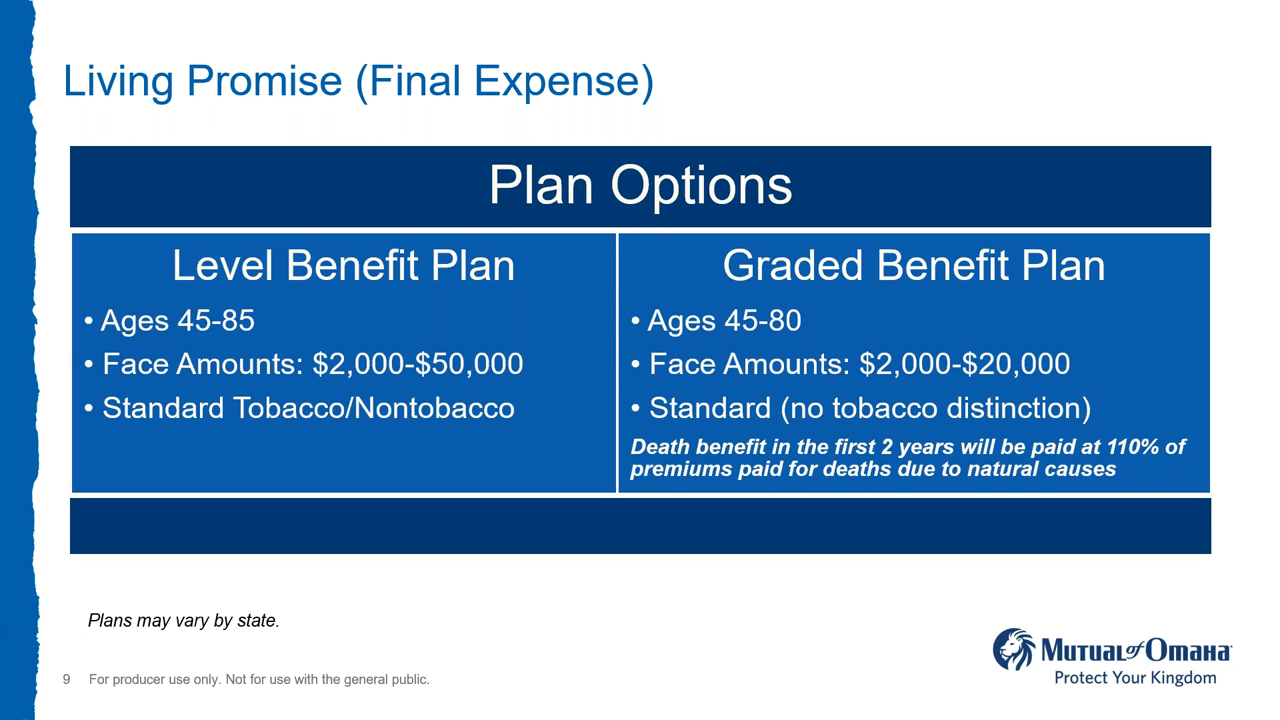 Living Promise (Final Expense)
Plan Options
Level Benefit Plan
• Ages 45-85
• Face Amounts: $2,000-$50,000
• Standard Tobacco/Nontobacco
Graded Benefit Plan
• Ages 45-80
• Face Amounts: $2,000-$20,000
• Standard (no tobacco distinction)
Death benefit in the first 2 years will be paid at 110% of
premiums paid for deaths due to natural causes
Plans may vary by state.
Mutual of Omaha
Protect Your Kingdom
9 For producer use only. Not for use with the general public.